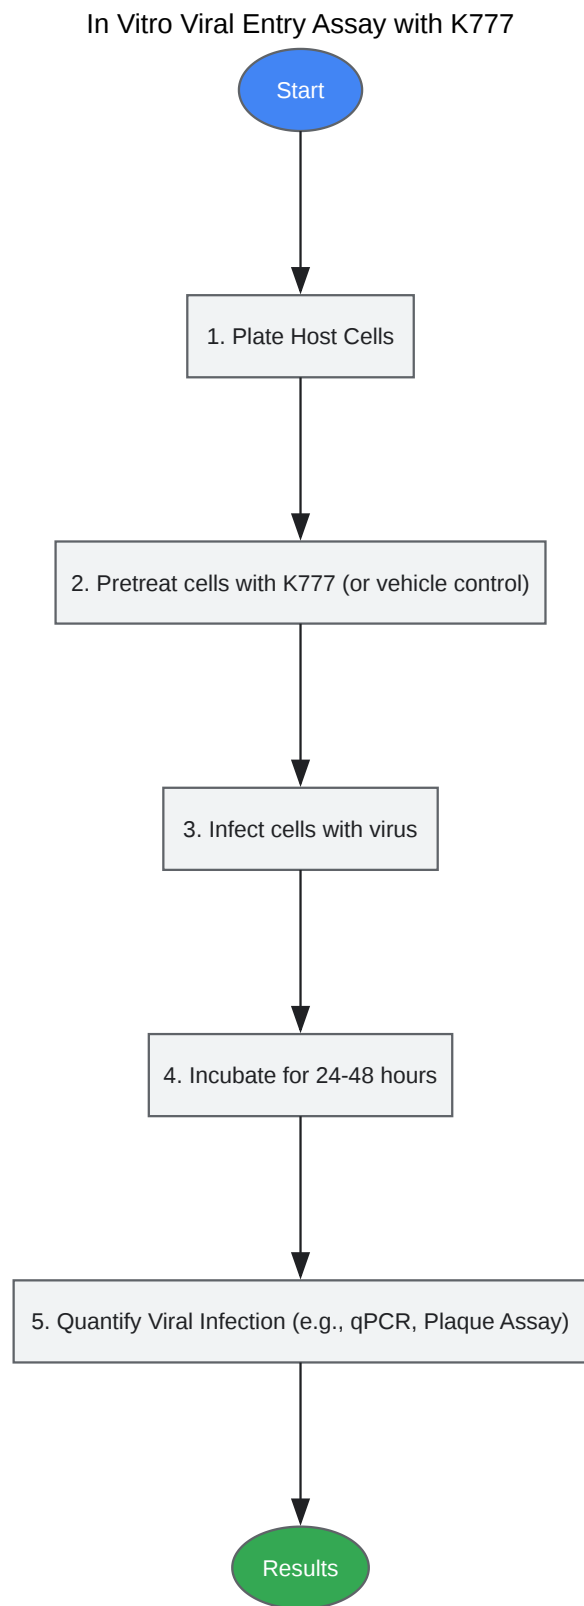 In Vitro Viral Entry Assay with K777
Start
1. Plate Host Cells
2. Pretreat cells with K777 (or vehicle control)
3. Infect cells with virus
4. Incubate for 24-48 hours
5. Quantify Viral Infection (e.g., qPCR, Plaque Assay)
Results